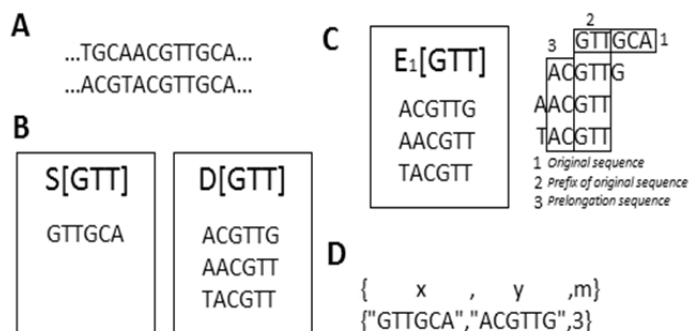 A
...TGCAACGTTGCA...
...ACGTACGTTGCA...
B
S[GTT]
GTTGCA
D[GTT]
ACGTTG
AACGTT
TACGTT
C
E1[GTT]
ACGTTG
AACGTT
TACGTT
2
GTTGCA 1
3
ACGTTG
AACGTT
TACGTT
1 Original sequence
2 Prefix of original sequence
3 Prelongation sequence
D
{ x , y ,m}
{"GTTGCA","ACGTTG",3}